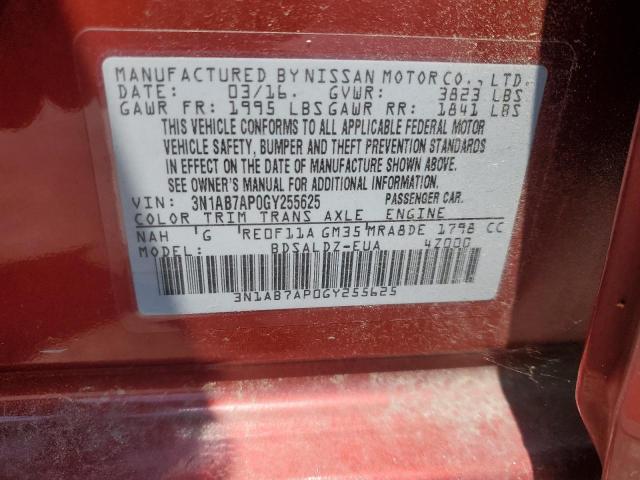 MANUFACTURED BY NISSAN MOTOR CO., LTD.
DATE: 03/16. GVWR: 3823 LBS
GAWR FR: 1995 LBS GAWR RR: 1841 LBS
THIS VEHICLE CONFORMS TO ALL APPLICABLE FEDERAL MOTOR
VEHICLE SAFETY, BUMPER AND THEFT PREVENTION STANDARDS
IN EFFECT ON THE DATE OF MANUFACTURE SHOWN ABOVE.
SEE OWNER'S MANUAL FOR ADDITIONAL INFORMATION
VIN: 3N1AB7AP0GY255625 PASSENGER CAR.
COLOR TRIM TRANS AXLE ENGINE
NAH 'G 'RE0F11A GM35'MRA8DE 1798 CC
MODEL: BDSALDZ-EUA 4Z000
3N1AB7AP0GY255625